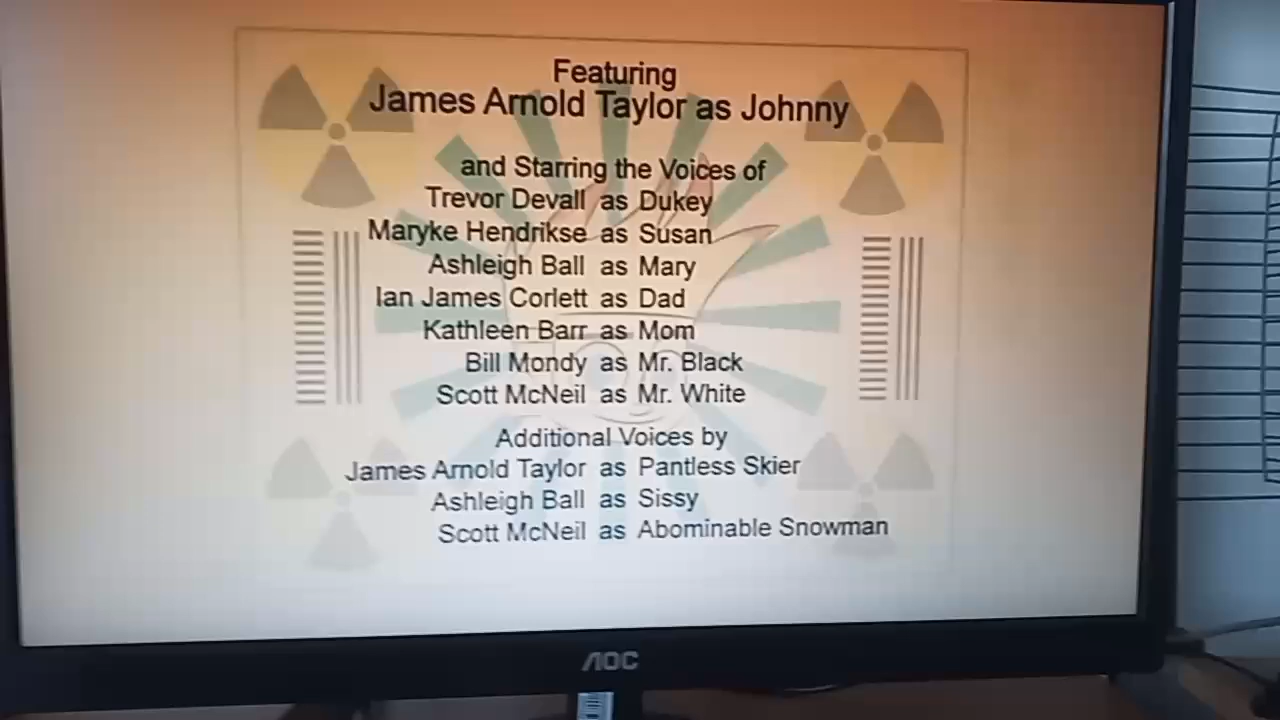 Featuring
James Arnold Taylor as Johnny
and Starring the Voices of
Trevor Devall as Dukey
Maryke Hendrikse as Susan
Ashleigh Ball as Mary
Ian James Corlett as Dad
Kathleen Barr as Mom
Bill Mondy as Mr. Black
Scott McNeil as Mr. White
Additional Voices by
James Arnold Taylor as Pantless Skier
Ashleigh Ball as Sissy
Scott McNeil as Abominable Snowman
AOC